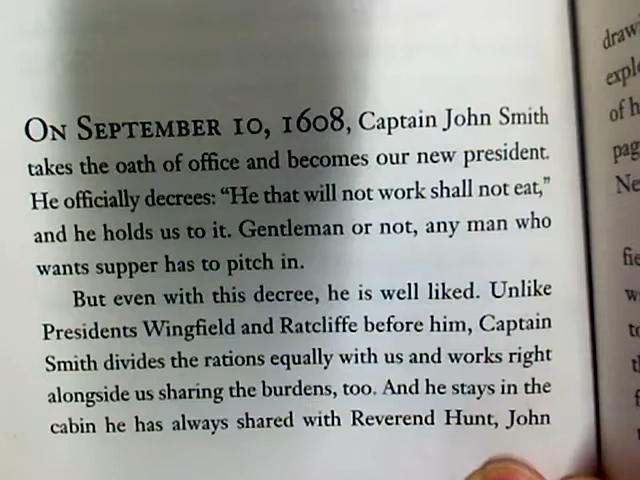 ON SEPTEMBER 10, 1608, Captain John Smith
takes the oath of office and becomes our new president.
He officially decrees: “He that will not work shall not eat,”
and he holds us to it. Gentleman or not, any man who
wants supper has to pitch in.
But even with this decree, he is well liked. Unlike
Presidents Wingfield and Ratcliffe before him, Captain
Smith divides the rations equally with us and works right
alongside us sharing the burdens, too. And he stays in the
cabin he has always shared with Reverend Hunt, John
of h
pag
Ne